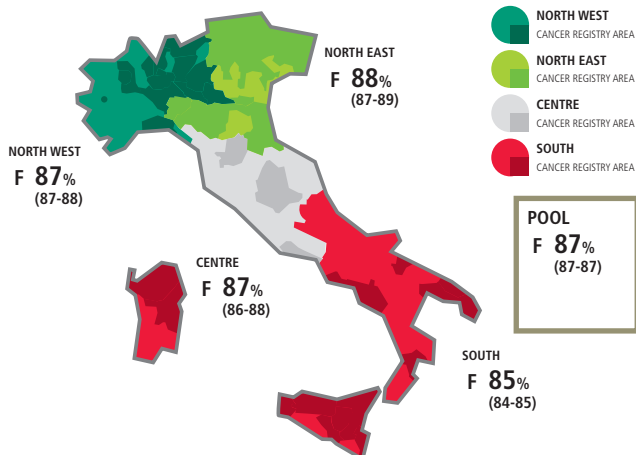 NORTH WEST
CANCER REGISTRY AREA
NORTH EAST
CANCER REGISTRY AREA
CENTRE
CANCER REGISTRY AREA
SOUTH
CANCER REGISTRY AREA
NORTH EAST
F 88%
(87-89)
NORTH WEST
F 87%
(87-88)
POOL
F 87%
(87-87)
CENTRE
F 87%
(86-88)
SOUTH
F 85%
(84-85)